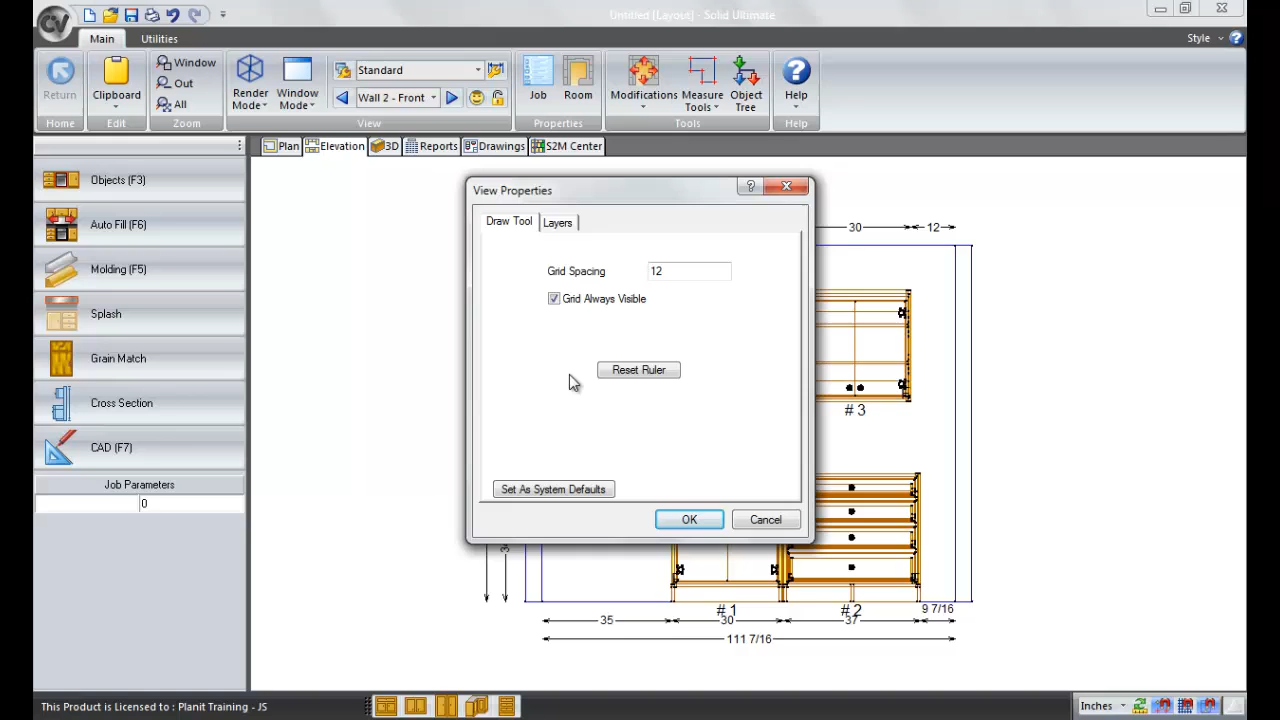 Untitled [Layout] - Solid Ultimate
CV
Main
Utilities
Style
Return
Clipboard
Window
Out
All
Render
Mode
Window
Mode
Standard
Wall 2 - Front
Job
Room
Modifications
Measure
Tools
Object
Tree
Help
Home
Edit
Zoom
View
Properties
Tools
Help
Plan
Elevation
3D
Reports
Drawings
S2M Center
Objects (F3)
Auto Fill (F6)
Molding (F5)
Splash
Grain Match
Cross Section
CAD (F7)
Job Parameters
0
View Properties
Draw Tool
Layers
Grid Spacing
12
Grid Always Visible
Reset Ruler
Set As System Defaults
OK
Cancel
30
12
# 3
# 1
# 2
9 7/16
35
30
37
111 7/16
This Product is Licensed to : Planit Training - JS
Inches